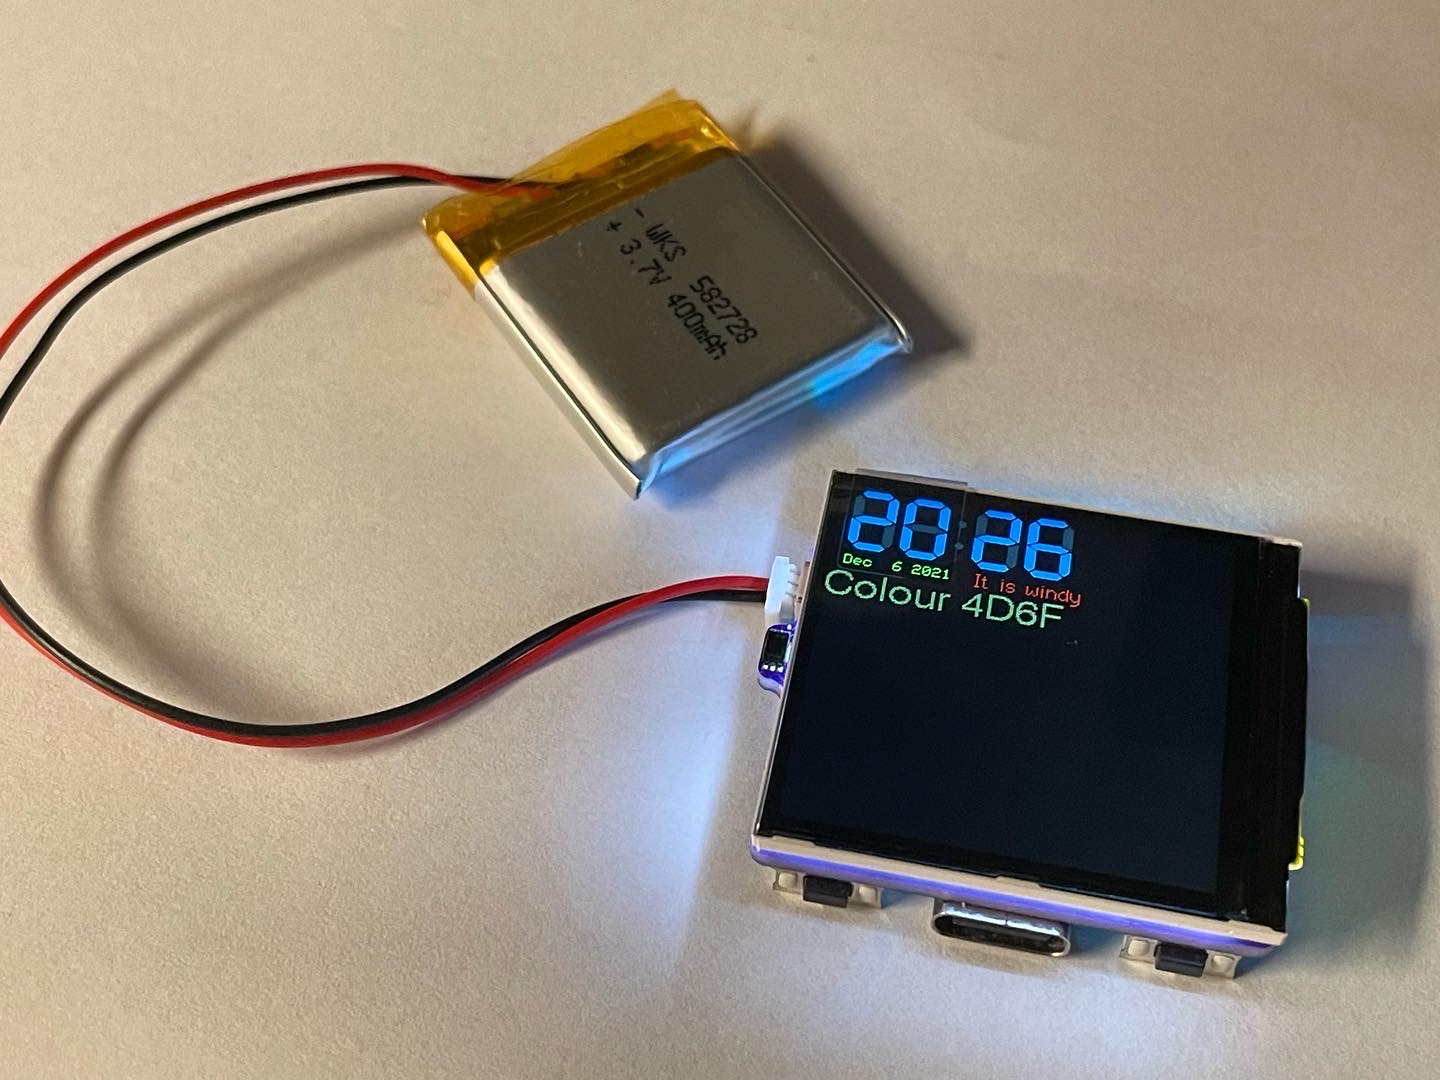 - WKS 582728
+ 3.7V 400mAh
20:26
Dec  6 2021
It is windy
Colour 4D6F